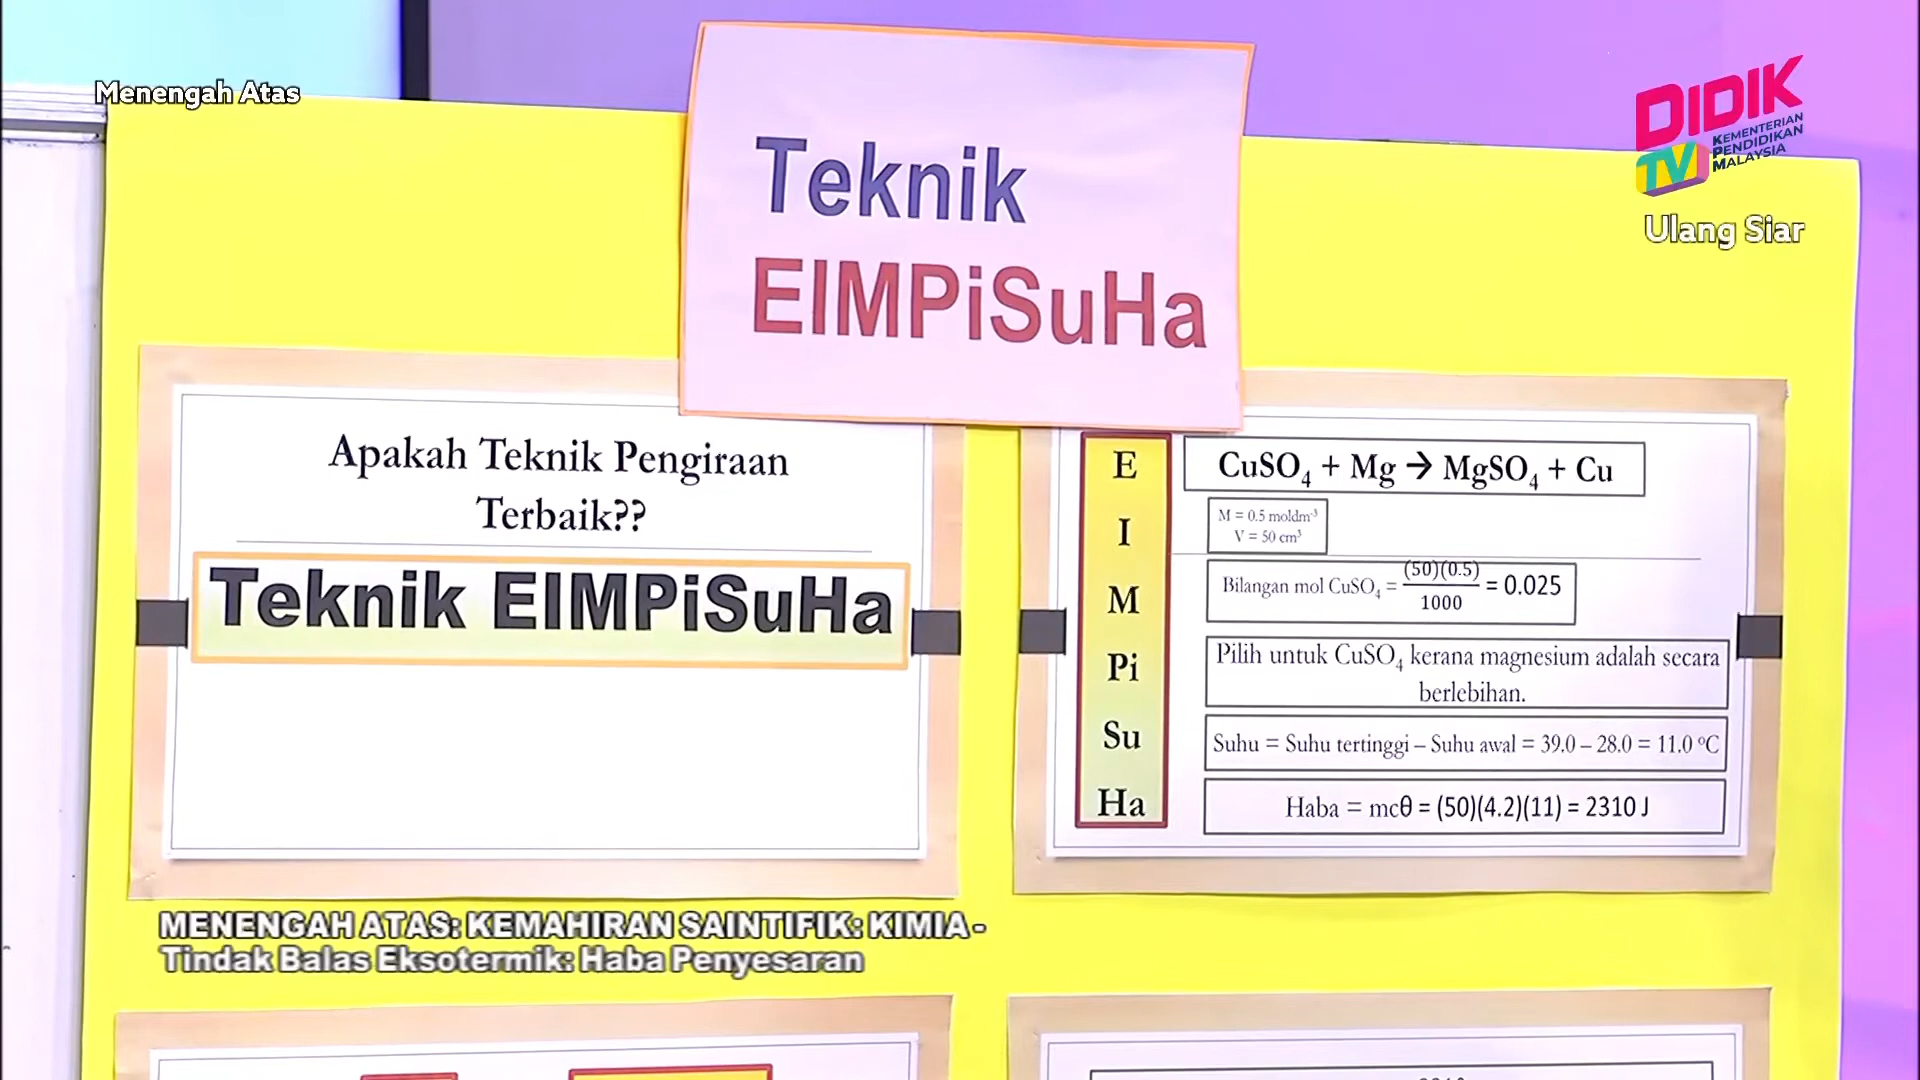 Menengah Atas
DIDIK
TV
KEMENTERIAN
PENDIDIKAN
MALAYSIA
Ulang Siar
Teknik
EIMPiSuHa
Apakah Teknik Pengiraan
Terbaik??
Teknik EIMPiSuHa
E
CuSO₄ + Mg → MgSO₄ + Cu
I
M = 0.5 moldm⁻³
V = 50 cm³
M
Bilangan mol CuSO₄ = (50)(0.5)/1000 = 0.025
Pi
Pilih untuk CuSO₄ kerana magnesium adalah secara
berlebihan.
Su
Suhu = Suhu tertinggi – Suhu awal = 39.0 – 28.0 = 11.0 ºC
Ha
Haba = mcθ = (50)(4.2)(11) = 2310 J
MENENGAH ATAS: KEMAHIRAN SAINTIFIK: KIMIA -
Tindak Balas Eksotermik: Haba Penyesaran